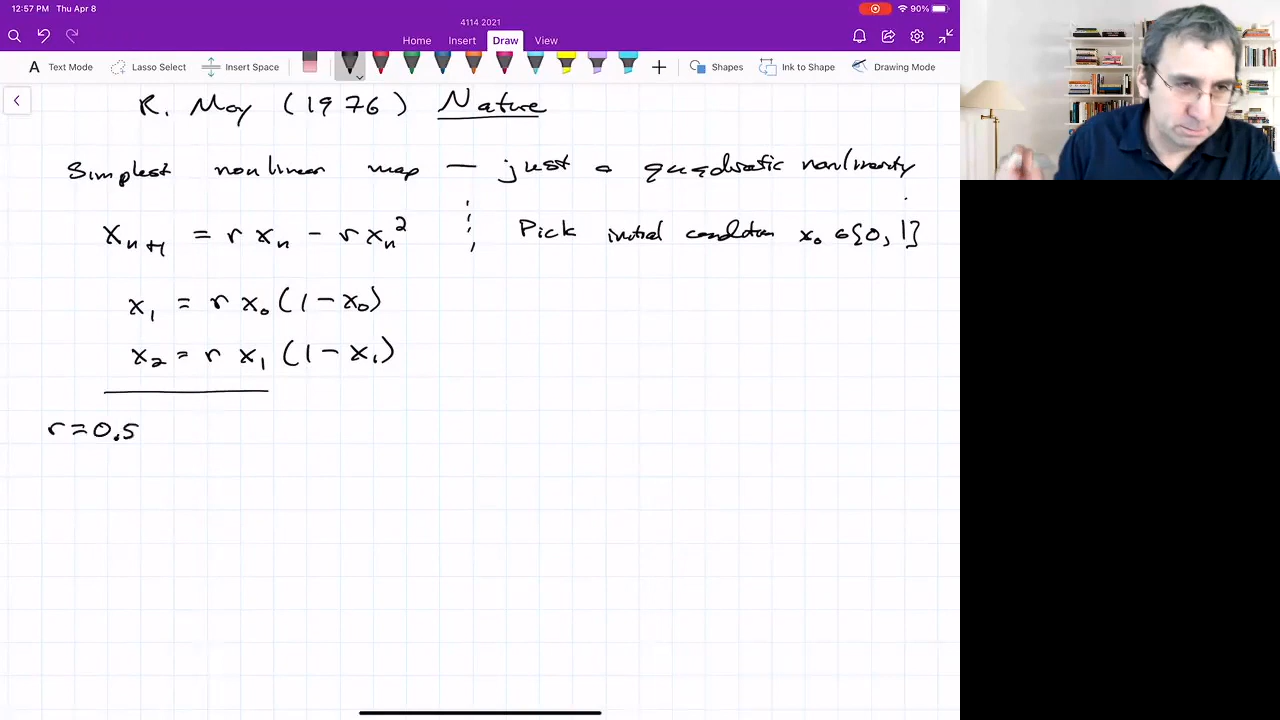 12:57 PM Thu Apr 8
90%
4114 2021
Home Insert Draw View
Text Mode Lasso Select Insert Space Shapes Ink to Shape Drawing Mode
R. May (1976) Nature
Simplest nonlinear map — just a quadratic nonlinearity
xₙ₊₁ = r xₙ - r xₙ² Pick initial condition x₀ ∈ {0, 1}
x₁ = r x₀ (1 - x₀)
x₂ = r x₁ (1 - x₁)
r = 0.5